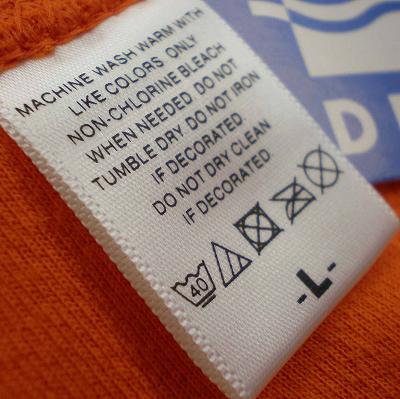 MACHINE WASH WARM WITH
LIKE COLORS ONLY
NON-CHLORINE BLEACH
WHEN NEEDED DO NOT
TUMBLE DRY. DO NOT IRON
IF DECORATED.
DO NOT DRY CLEAN
IF DECORATED.
40
-L-